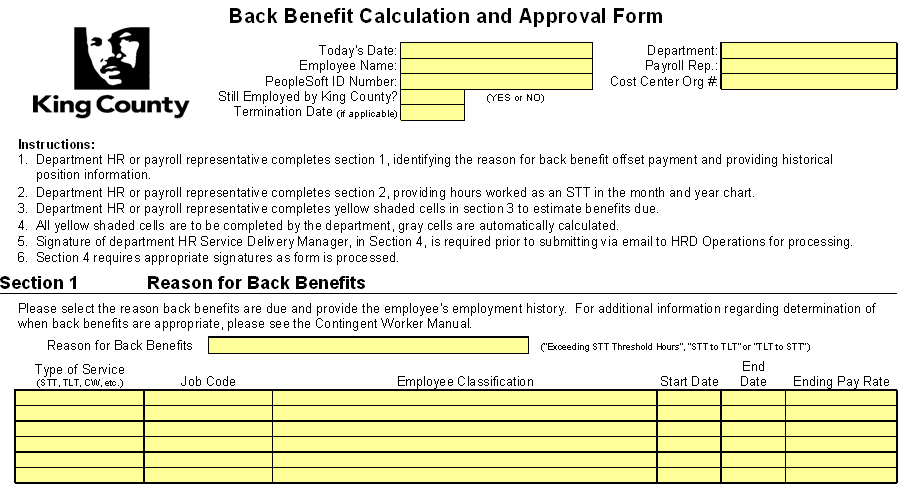 Back Benefit Calculation and Approval Form
King County
Today's Date:
Department:
Employee Name:
Payroll Rep.:
PeopleSoft ID Number:
Cost Center Org #:
Still Employed by King County?
(YES or NO)
Termination Date (if applicable)
Instructions:
1. Department HR or payroll representative completes section 1, identifying the reason for back benefit offset payment and providing historical
position information.
2. Department HR or payroll representative completes section 2, providing hours worked as an STT in the month and year chart.
3. Department HR or payroll representative completes yellow shaded cells in section 3 to estimate benefits due.
4. All yellow shaded cells are to be completed by the department, gray cells are automatically calculated.
5. Signature of department HR Service Delivery Manager, in Section 4, is required prior to submitting via email to HRD Operations for processing.
6. Section 4 requires appropriate signatures as form is processed.
Section 1 Reason for Back Benefits
Please select the reason back benefits are due and provide the employee's employment history. For additional information regarding determination of
when back benefits are appropriate, please see the Contingent Worker Manual.
Reason for Back Benefits
("Exceeding STT Threshold Hours", "STT to TLT" or "TLT to STT")
Type of Service
(STT, TLT, CW, etc.)
Job Code
Employee Classification
Start Date
End
Date
Ending Pay Rate